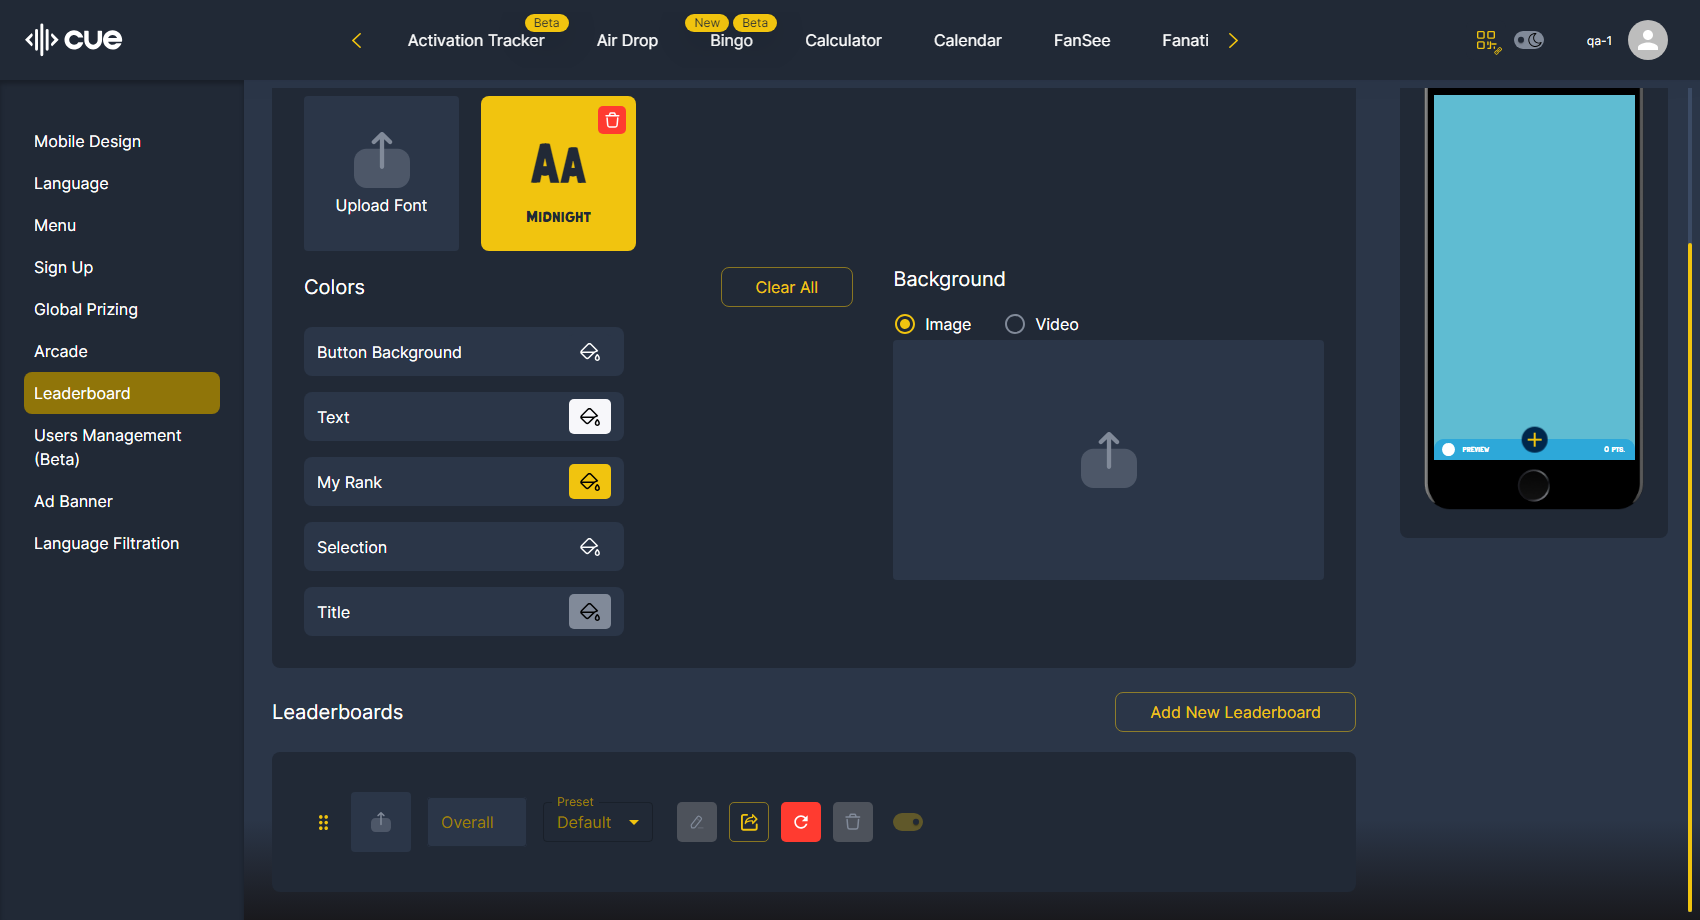 cue
Activation Tracker
Beta
Air Drop
New
Beta
Bingo
Calculator
Calendar
FanSee
Fanati
qa-1
Mobile Design
Language
Menu
Sign Up
Global Prizing
Arcade
Leaderboard
Users Management
(Beta)
Ad Banner
Language Filtration
Upload Font
AA
MIDNIGHT
Colors
Clear All
Button Background
Text
My Rank
Selection
Title
Background
Image
Video
PREVIEW
0 PTS.
Leaderboards
Add New Leaderboard
Overall
Preset
Default